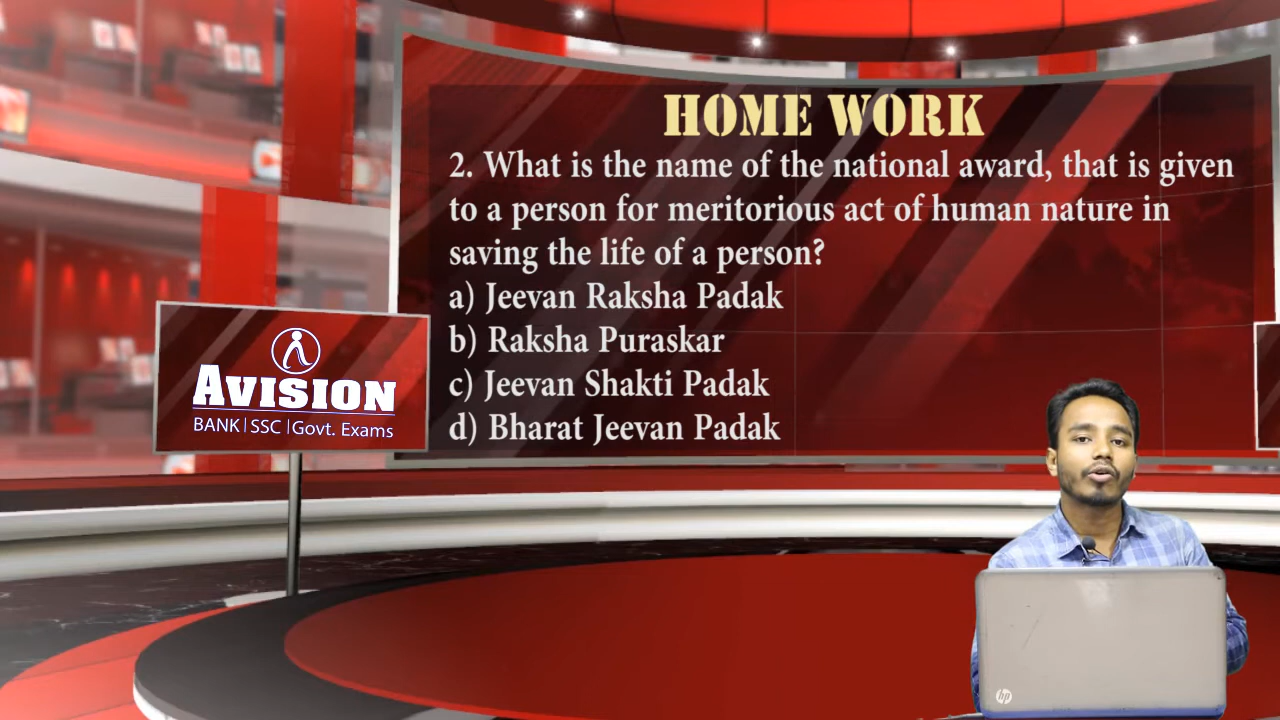 HOME WORK
2. What is the name of the national award, that is given
to a person for meritorious act of human nature in
saving the life of a person?
a) Jeevan Raksha Padak
b) Raksha Puraskar
c) Jeevan Shakti Padak
d) Bharat Jeevan Padak
AVISION
BANK | SSC | Govt. Exams
hp